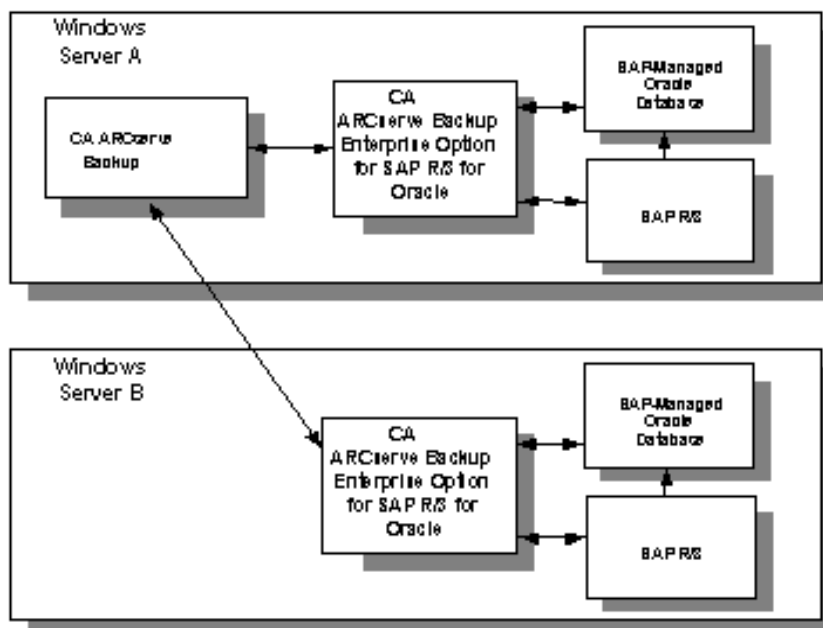 Windows
Server A
CA ARCserve
Backup
CA
ARCserve Backup
Enterprise Option
for SAP R/3 for
Oracle
SAP-Managed
Oracle
Database
SAP R/3
Windows
Server B
CA
ARCserve Backup
Enterprise Option
for SAP R/3 for
Oracle
SAP-Managed
Oracle
Database
SAP R/3